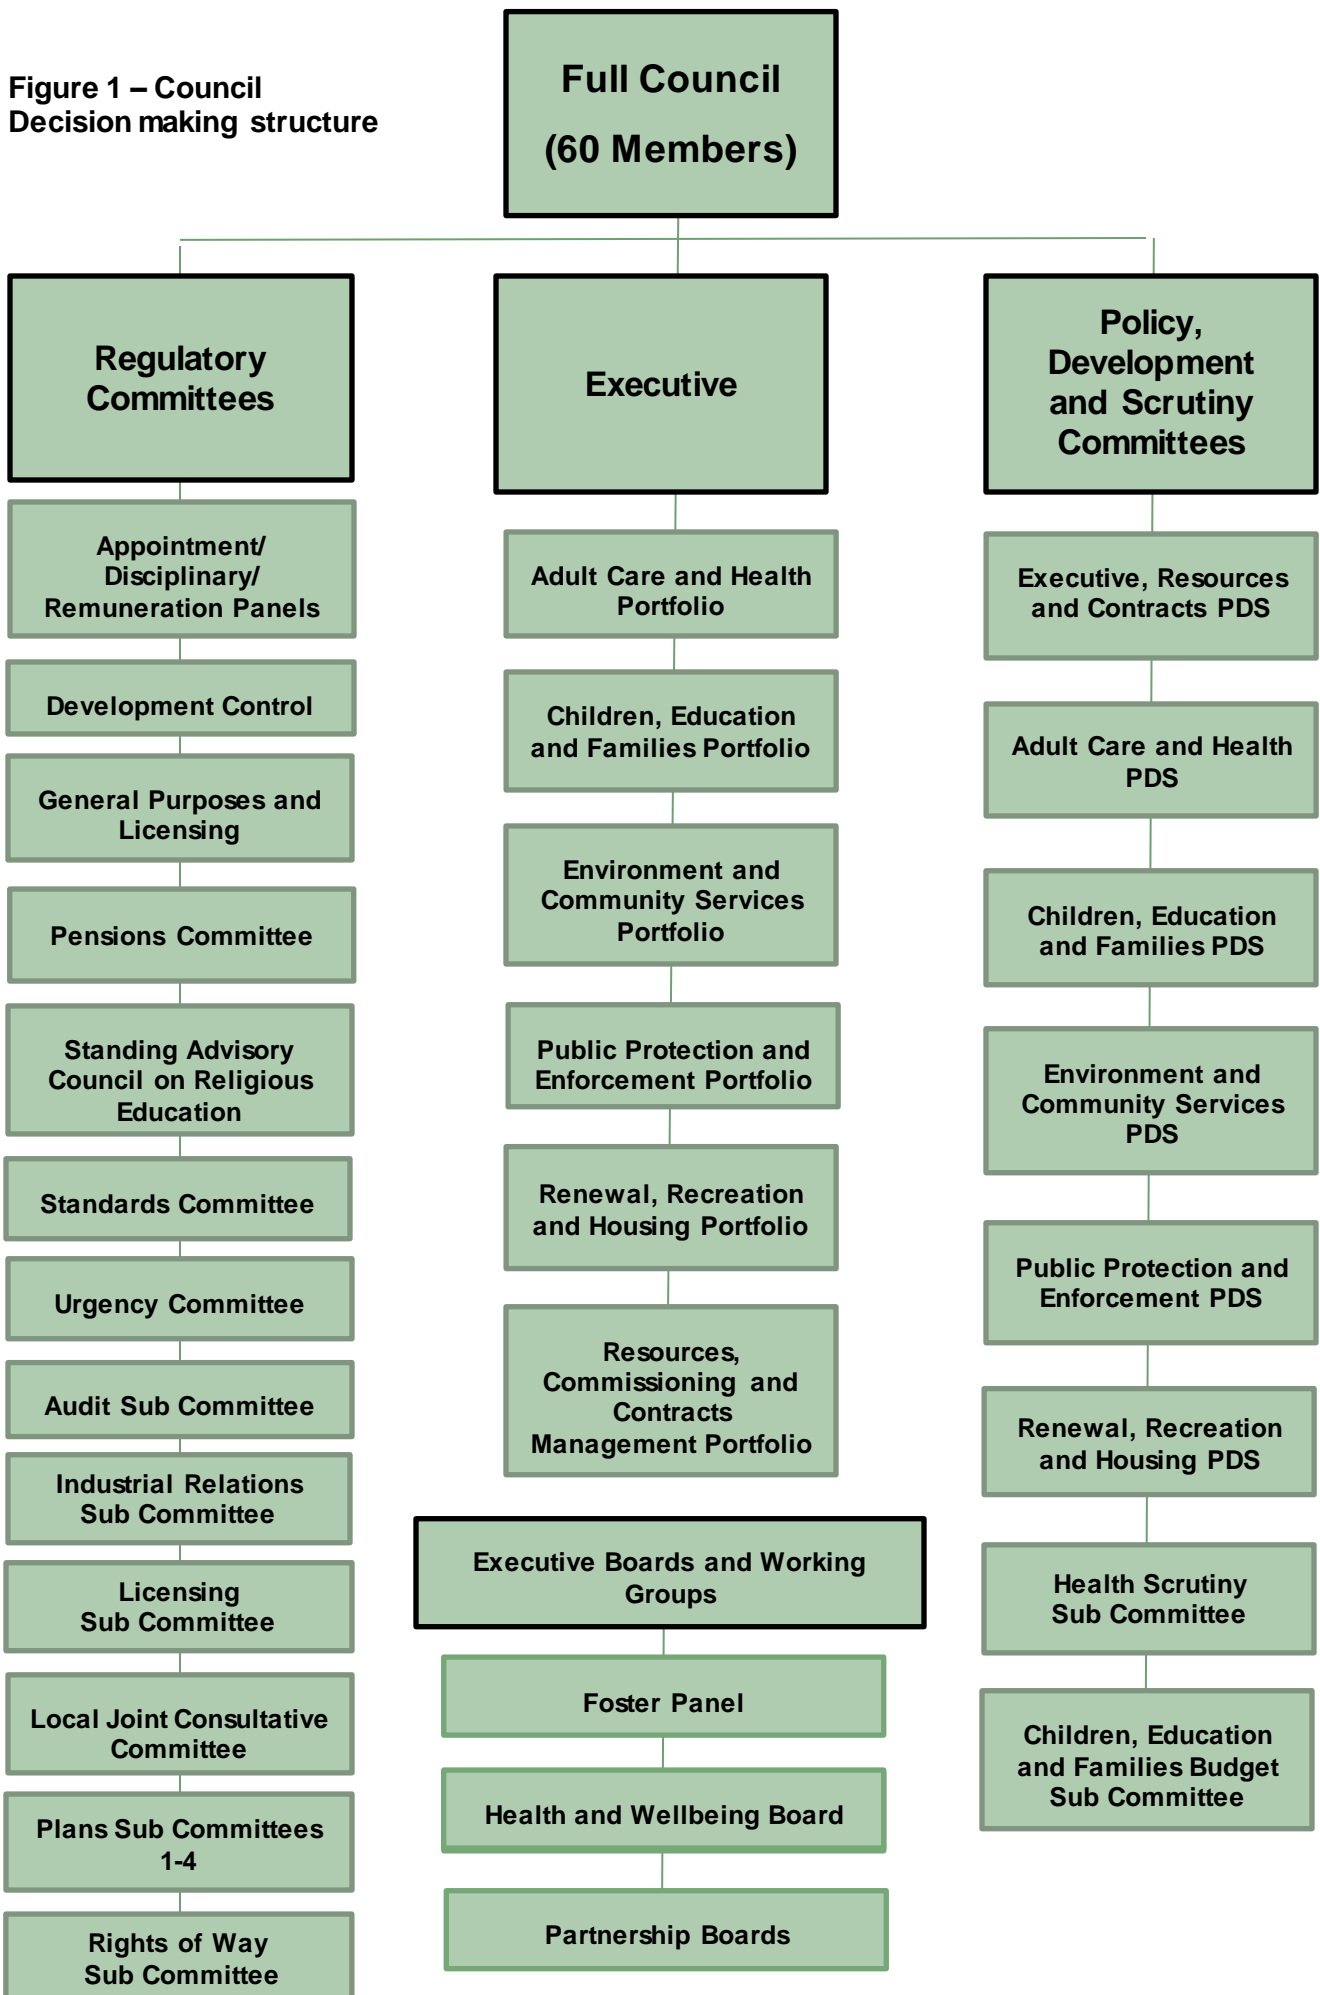 Figure 1 – Council
Decision making structure
Full Council
(60 Members)
Regulatory
Committees
Appointment/
Disciplinary/
Remuneration Panels
Development Control
General Purposes and
Licensing
Pensions Committee
Standing Advisory
Council on Religious
Education
Standards Committee
Urgency Committee
Audit Sub Committee
Industrial Relations
Sub Committee
Licensing
Sub Committee
Local Joint Consultative
Committee
Plans Sub Committees
1-4
Rights of Way
Sub Committee
Executive
Adult Care and Health
Portfolio
Children, Education
and Families Portfolio
Environment and
Community Services
Portfolio
Public Protection and
Enforcement Portfolio
Renewal, Recreation
and Housing Portfolio
Resources,
Commissioning and
Contracts
Management Portfolio
Executive Boards and Working
Groups
Foster Panel
Health and Wellbeing Board
Partnership Boards
Policy,
Development
and Scrutiny
Committees
Executive, Resources
and Contracts PDS
Adult Care and Health
PDS
Children, Education
and Families PDS
Environment and
Community Services
PDS
Public Protection and
Enforcement PDS
Renewal, Recreation
and Housing PDS
Health Scrutiny
Sub Committee
Children, Education
and Families Budget
Sub Committee